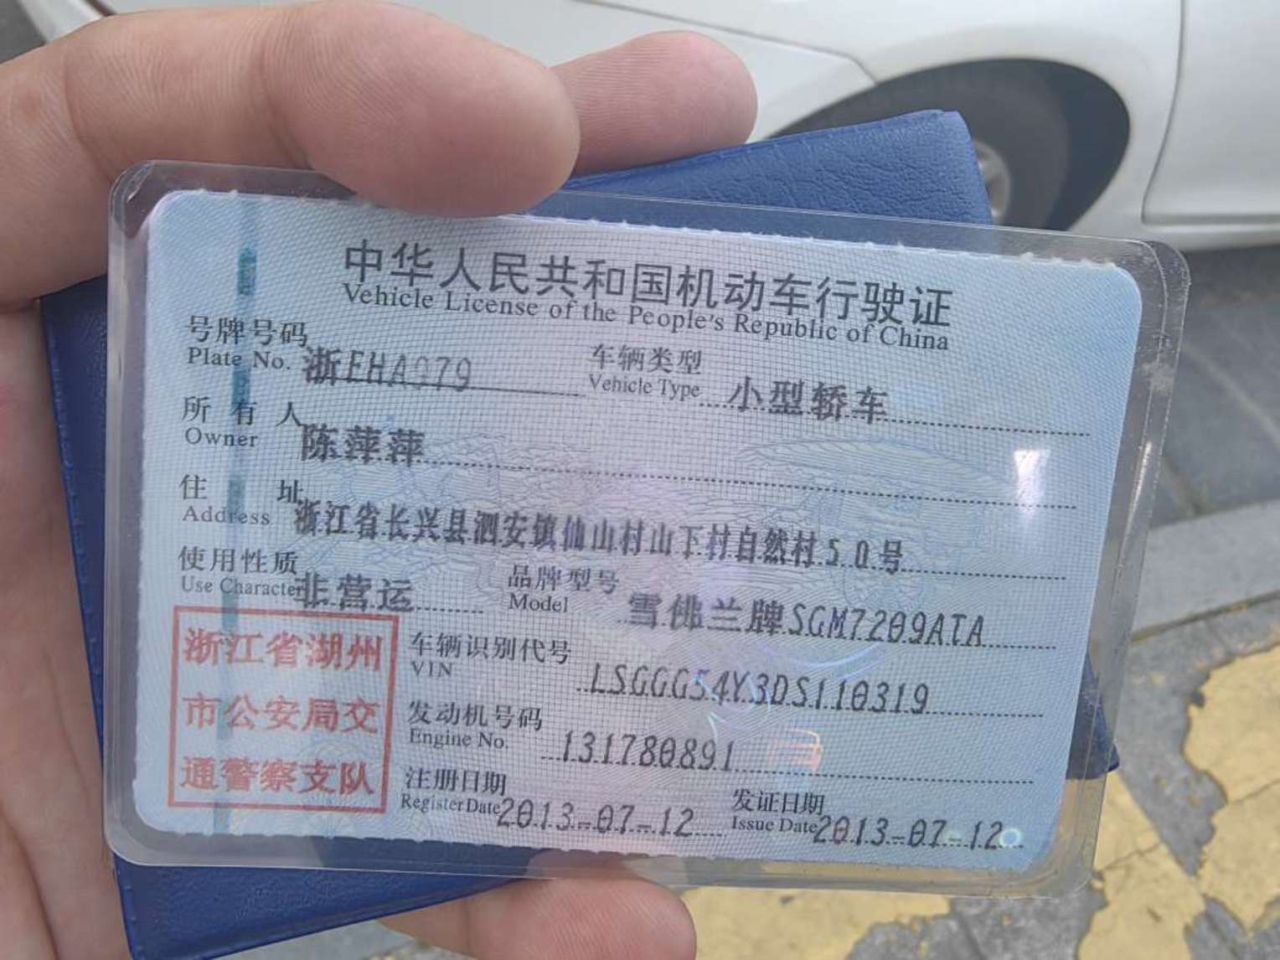 中华人民共和国机动车行驶证
Vehicle License of the People's Republic of China
号牌号码 浙EHA979 车辆类型 小型轿车
Plate No. Vehicle Type
所有人 陈萍萍
Owner
住址 浙江省长兴县泗安镇仙山村山下村自然村50号
Address
使用性质 非营运 品牌型号 雪佛兰牌SGM7209ATA
Use Character Model
浙江省湖州
市公安局交
通警察支队
车辆识别代号 LSGGG54Y3DS110319
VIN
发动机号码 131780891
Engine No.
注册日期 2013-07-12 发证日期 2013-07-12
Register Date Issue Date